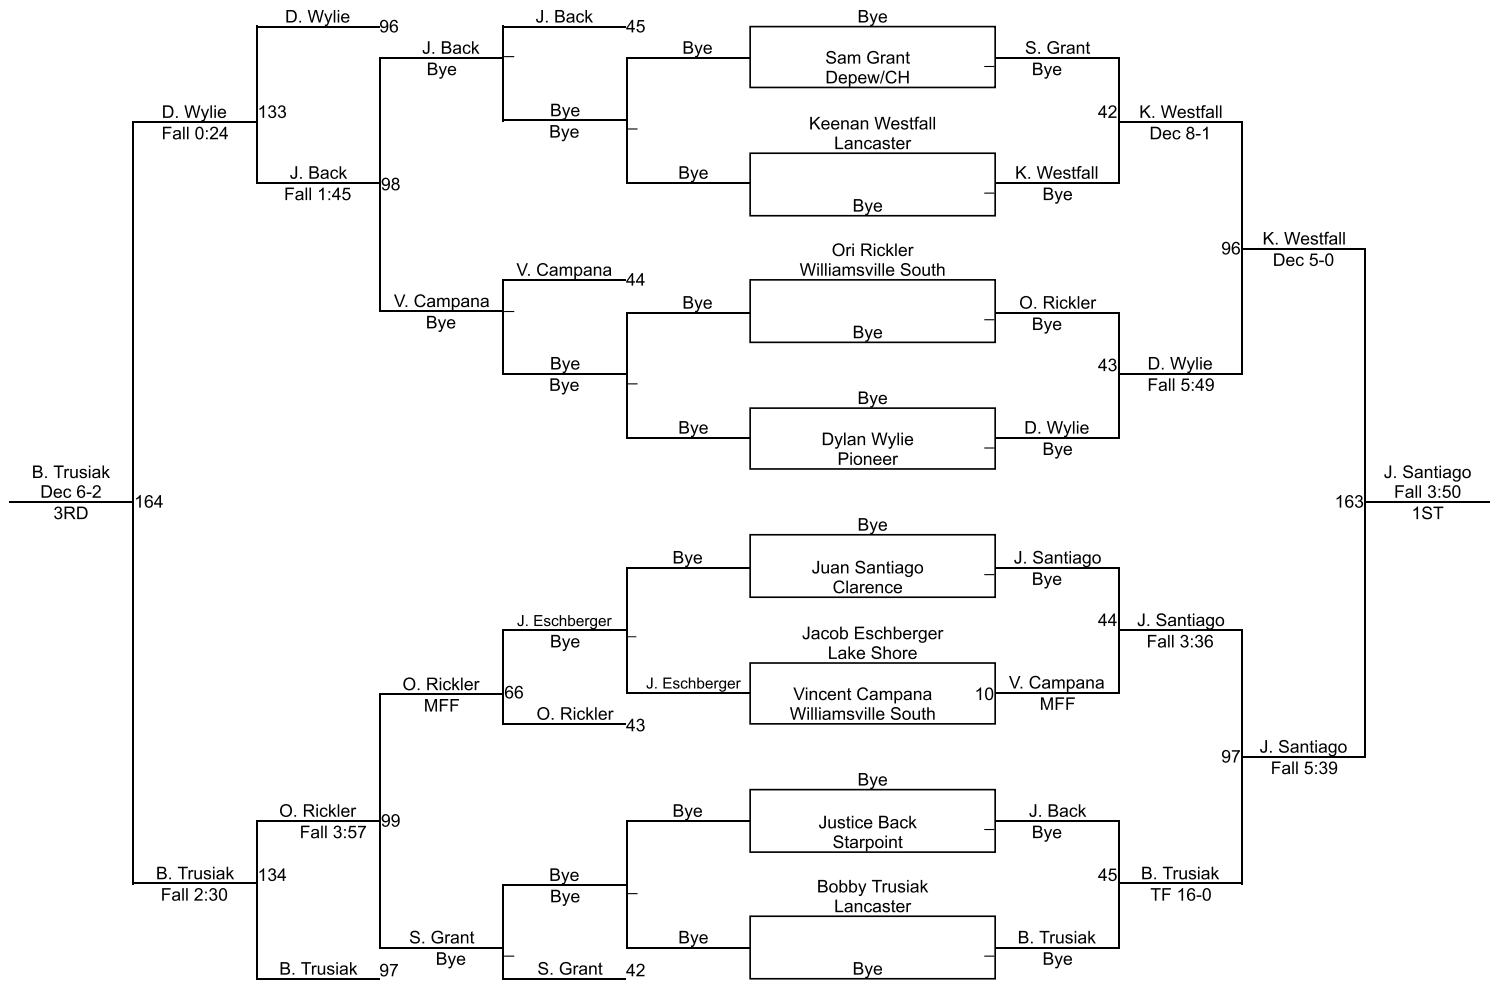 D. Wylie
96
J. Back
45
Bye
J. Back
Bye
Bye
Sam Grant
Depew/CH
S. Grant
Bye
D. Wylie
Fall 0:24
133
Bye
Bye
Keenan Westfall
Lancaster
42
K. Westfall
Dec 8-1
J. Back
Fall 1:45
98
Bye
Bye
K. Westfall
Bye
V. Campana
44
Ori Rickler
Williamsville South
96
K. Westfall
Dec 5-0
V. Campana
Bye
Bye
Bye
O. Rickler
Bye
Bye
Bye
43
D. Wylie
Fall 5:49
Bye
Bye
Dylan Wylie
Pioneer
D. Wylie
Bye
B. Trusiak
Dec 6-2
3RD
164
163
J. Santiago
Fall 3:50
1ST
Bye
Bye
Juan Santiago
Clarence
J. Santiago
Bye
J. Eschberger
Bye
Jacob Eschberger
Lake Shore
44
J. Santiago
Fall 3:36
O. Rickler
MFF
66
J. Eschberger
Vincent Campana
Williamsville South
10
V. Campana
MFF
O. Rickler
43
97
J. Santiago
Fall 5:39
Bye
O. Rickler
Fall 3:57
99
Bye
Justice Back
Starpoint
J. Back
Bye
B. Trusiak
Fall 2:30
134
Bye
Bye
Bobby Trusiak
Lancaster
45
B. Trusiak
TF 16-0
S. Grant
Bye
Bye
Bye
B. Trusiak
Bye
B. Trusiak
97
S. Grant
42